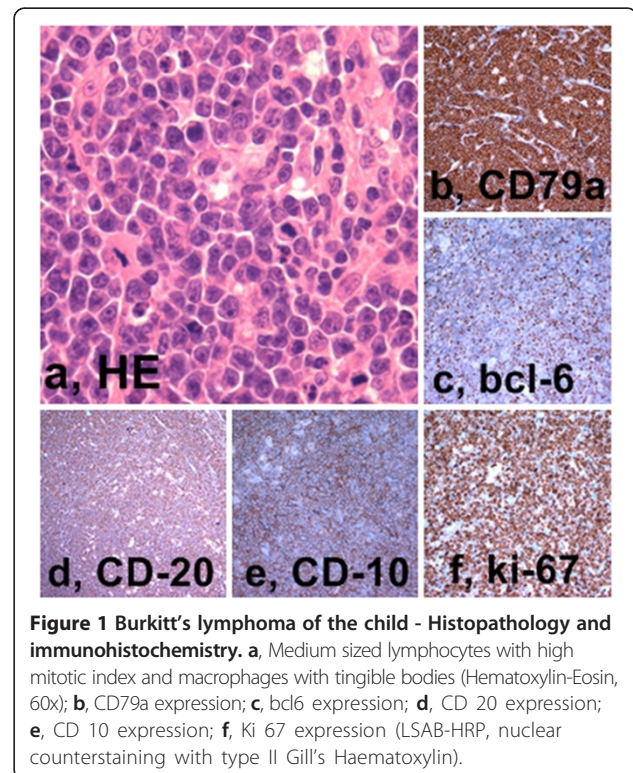 a, HE
b, CD79a
c, bcl-6
d, CD-20
e, CD-10
f, ki-67
Figure 1 Burkitt's lymphoma of the child - Histopathology and
immunohistochemistry. a, Medium sized lymphocytes with high
mitotic index and macrophages with tingible bodies (Hematoxylin-Eosin,
60x); b, CD79a expression; c, bcl6 expression; d, CD 20 expression;
e, CD 10 expression; f, Ki 67 expression (LSAB-HRP, nuclear
counterstaining with type II Gill's Haematoxylin).